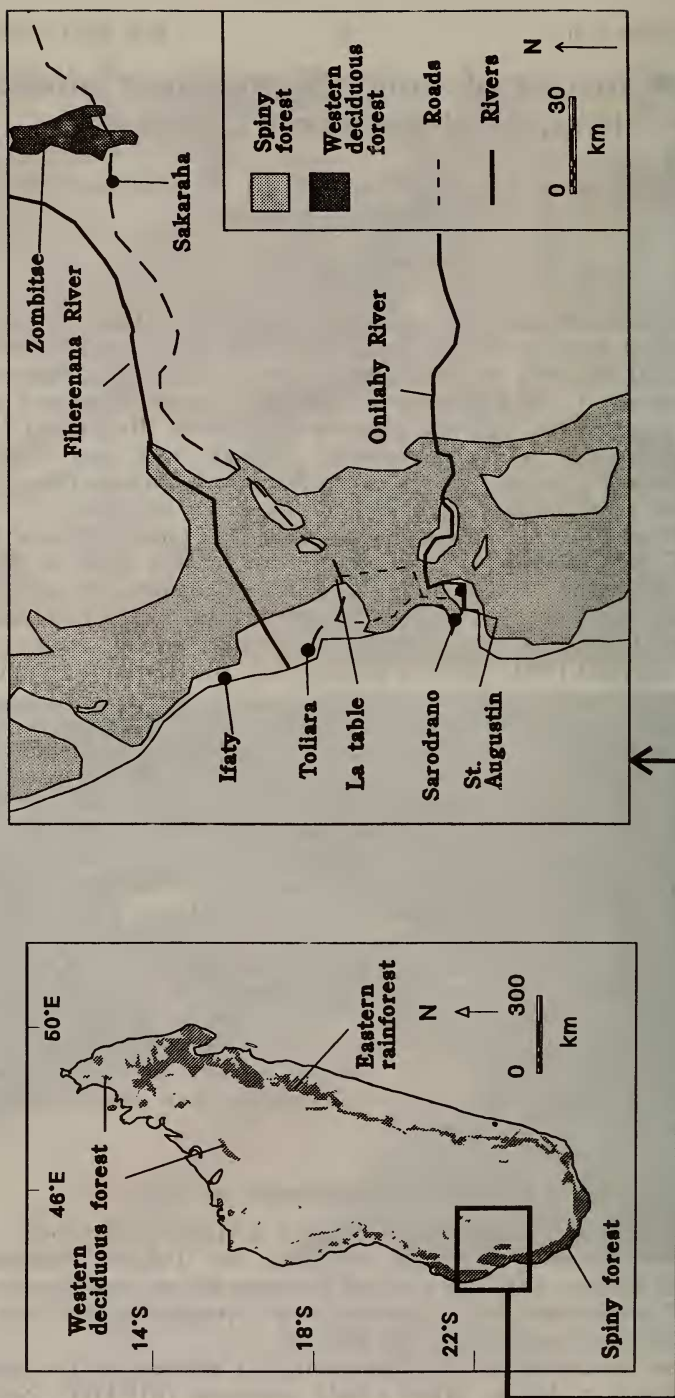 46°E
50°E
14°S
18°S
22°S
Western
deciduous forest
Eastern
rainforest
Spiny forest
N
0 300
km
Zombitse
Fiherenana River
Sakaraha
Ifaty
Toliara
La table
Sarodrano
St.
Augustin
Onilahy River
Spiny
forest
Western
deciduous
forest
Roads
Rivers
0 30
km
N